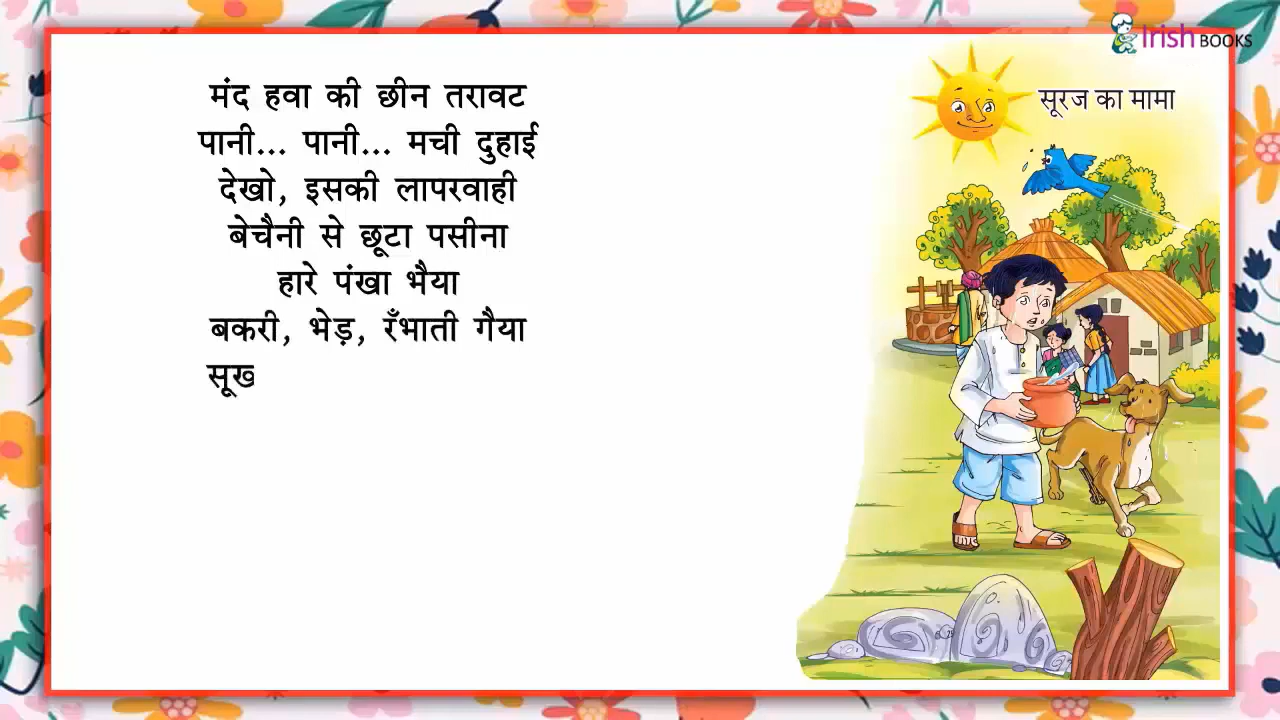 मंद हवा की छीन तरावट
पानी... पानी... मची दुहाई
देखो, इसकी लापरवाही
बेचैनी से छूटा पसीना
हारे पंखा भैया
बकरी, भेड़, रँभाती गैया
सूख
सूरज का मामा
Irish BOOKS